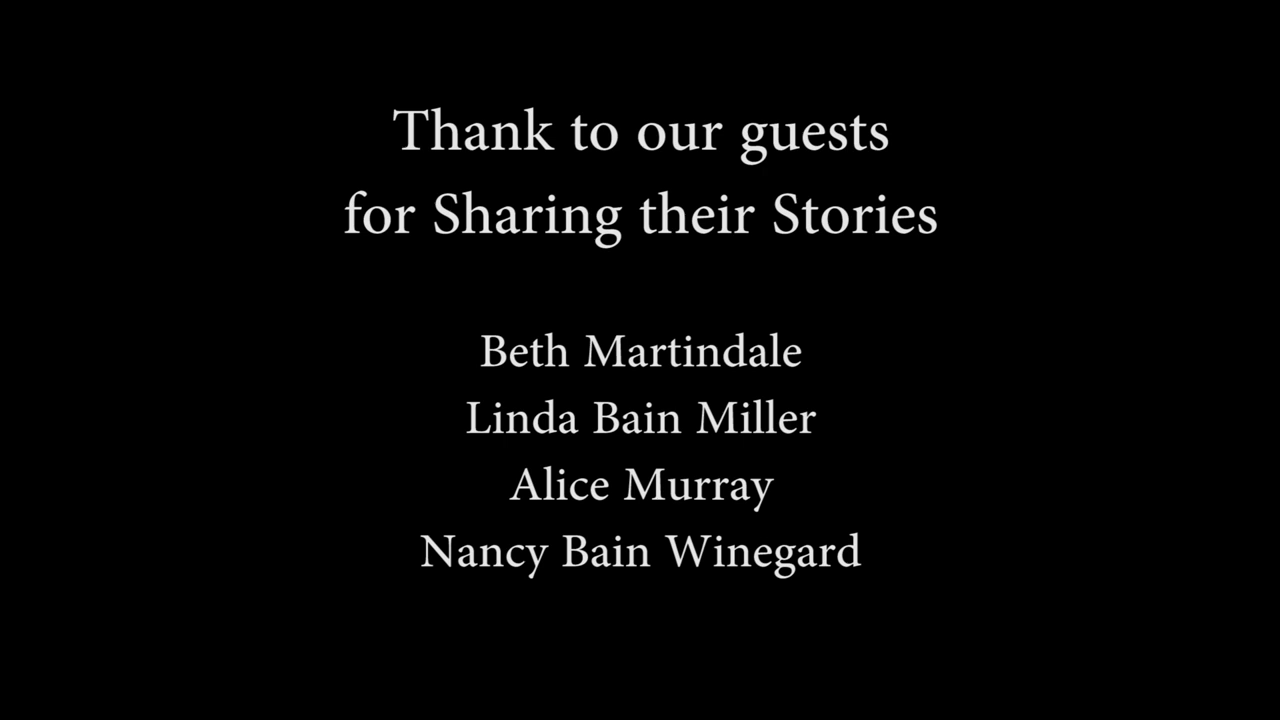 Thank to our guests
for Sharing their Stories
Beth Martindale
Linda Bain Miller
Alice Murray
Nancy Bain Winegard